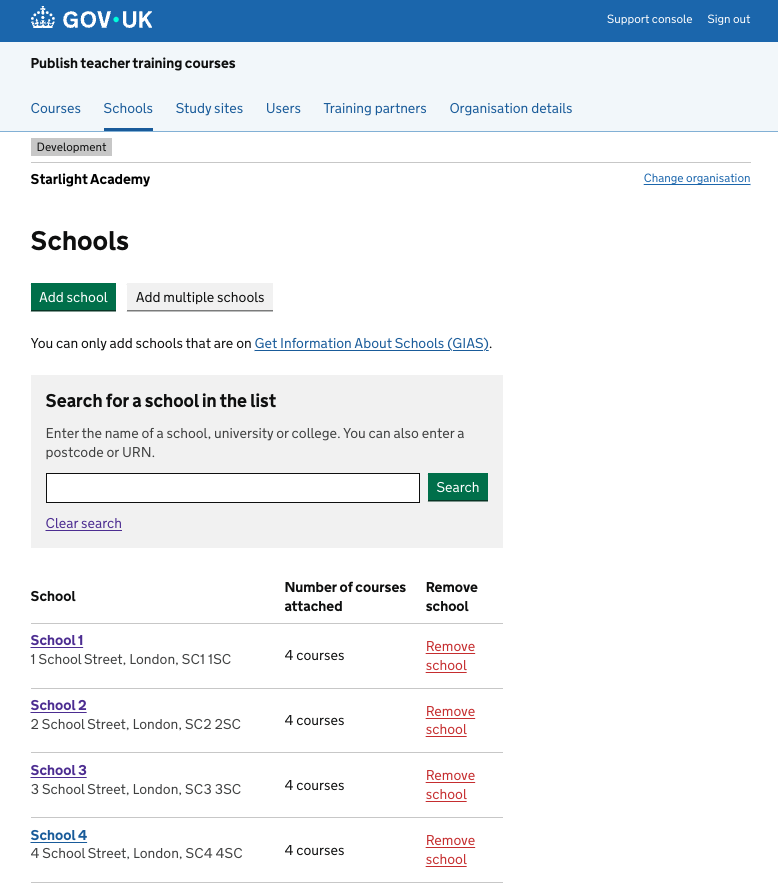 GOV·UK
Support console Sign out
Publish teacher training courses
Courses Schools Study sites Users Training partners Organisation details
Development
Starlight Academy Change organisation
Schools
Add school Add multiple schools
You can only add schools that are on Get Information About Schools (GIAS).
Search for a school in the list
Enter the name of a school, university or college. You can also enter a
postcode or URN.
Search
Clear search
School Number of courses attached Remove school
School 1
1 School Street, London, SC1 1SC
4 courses
Remove
school
School 2
2 School Street, London, SC2 2SC
4 courses
Remove
school
School 3
3 School Street, London, SC3 3SC
4 courses
Remove
school
School 4
4 School Street, London, SC4 4SC
4 courses
Remove
school